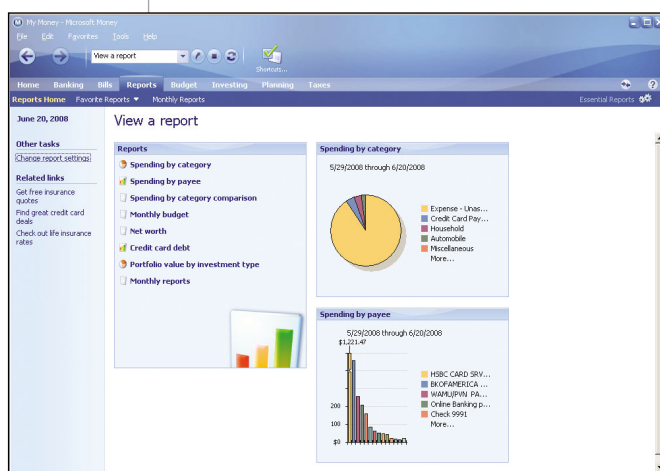 My Money - Microsoft Money
File Edit Favorites Tools Help
View a report
Shortcuts...
Home Banking Bills Reports Budget Investing Planning Taxes
Reports Home Favorite Reports Monthly Reports Essential Reports
June 20, 2008
View a report
Other tasks
Change report settings
Related links
Get free insurance
quotes
Find great credit card
deals
Check out life insurance
rates
Reports
Spending by category
Spending by payee
Spending by category comparison
Monthly budget
Net worth
Credit card debt
Portfolio value by investment type
Monthly reports
Spending by category
5/29/2008 through 6/20/2008
Expense - Unas...
Credit Card Pay...
Household
Automobile
Miscellaneous
More...
Spending by payee
5/29/2008 through 6/20/2008
$1,221.47
200
100
$0
HSBC CARD SRV...
BKOFAMERICA ...
WAMU/PVN PA...
Online Banking p...
Check 9991
More...